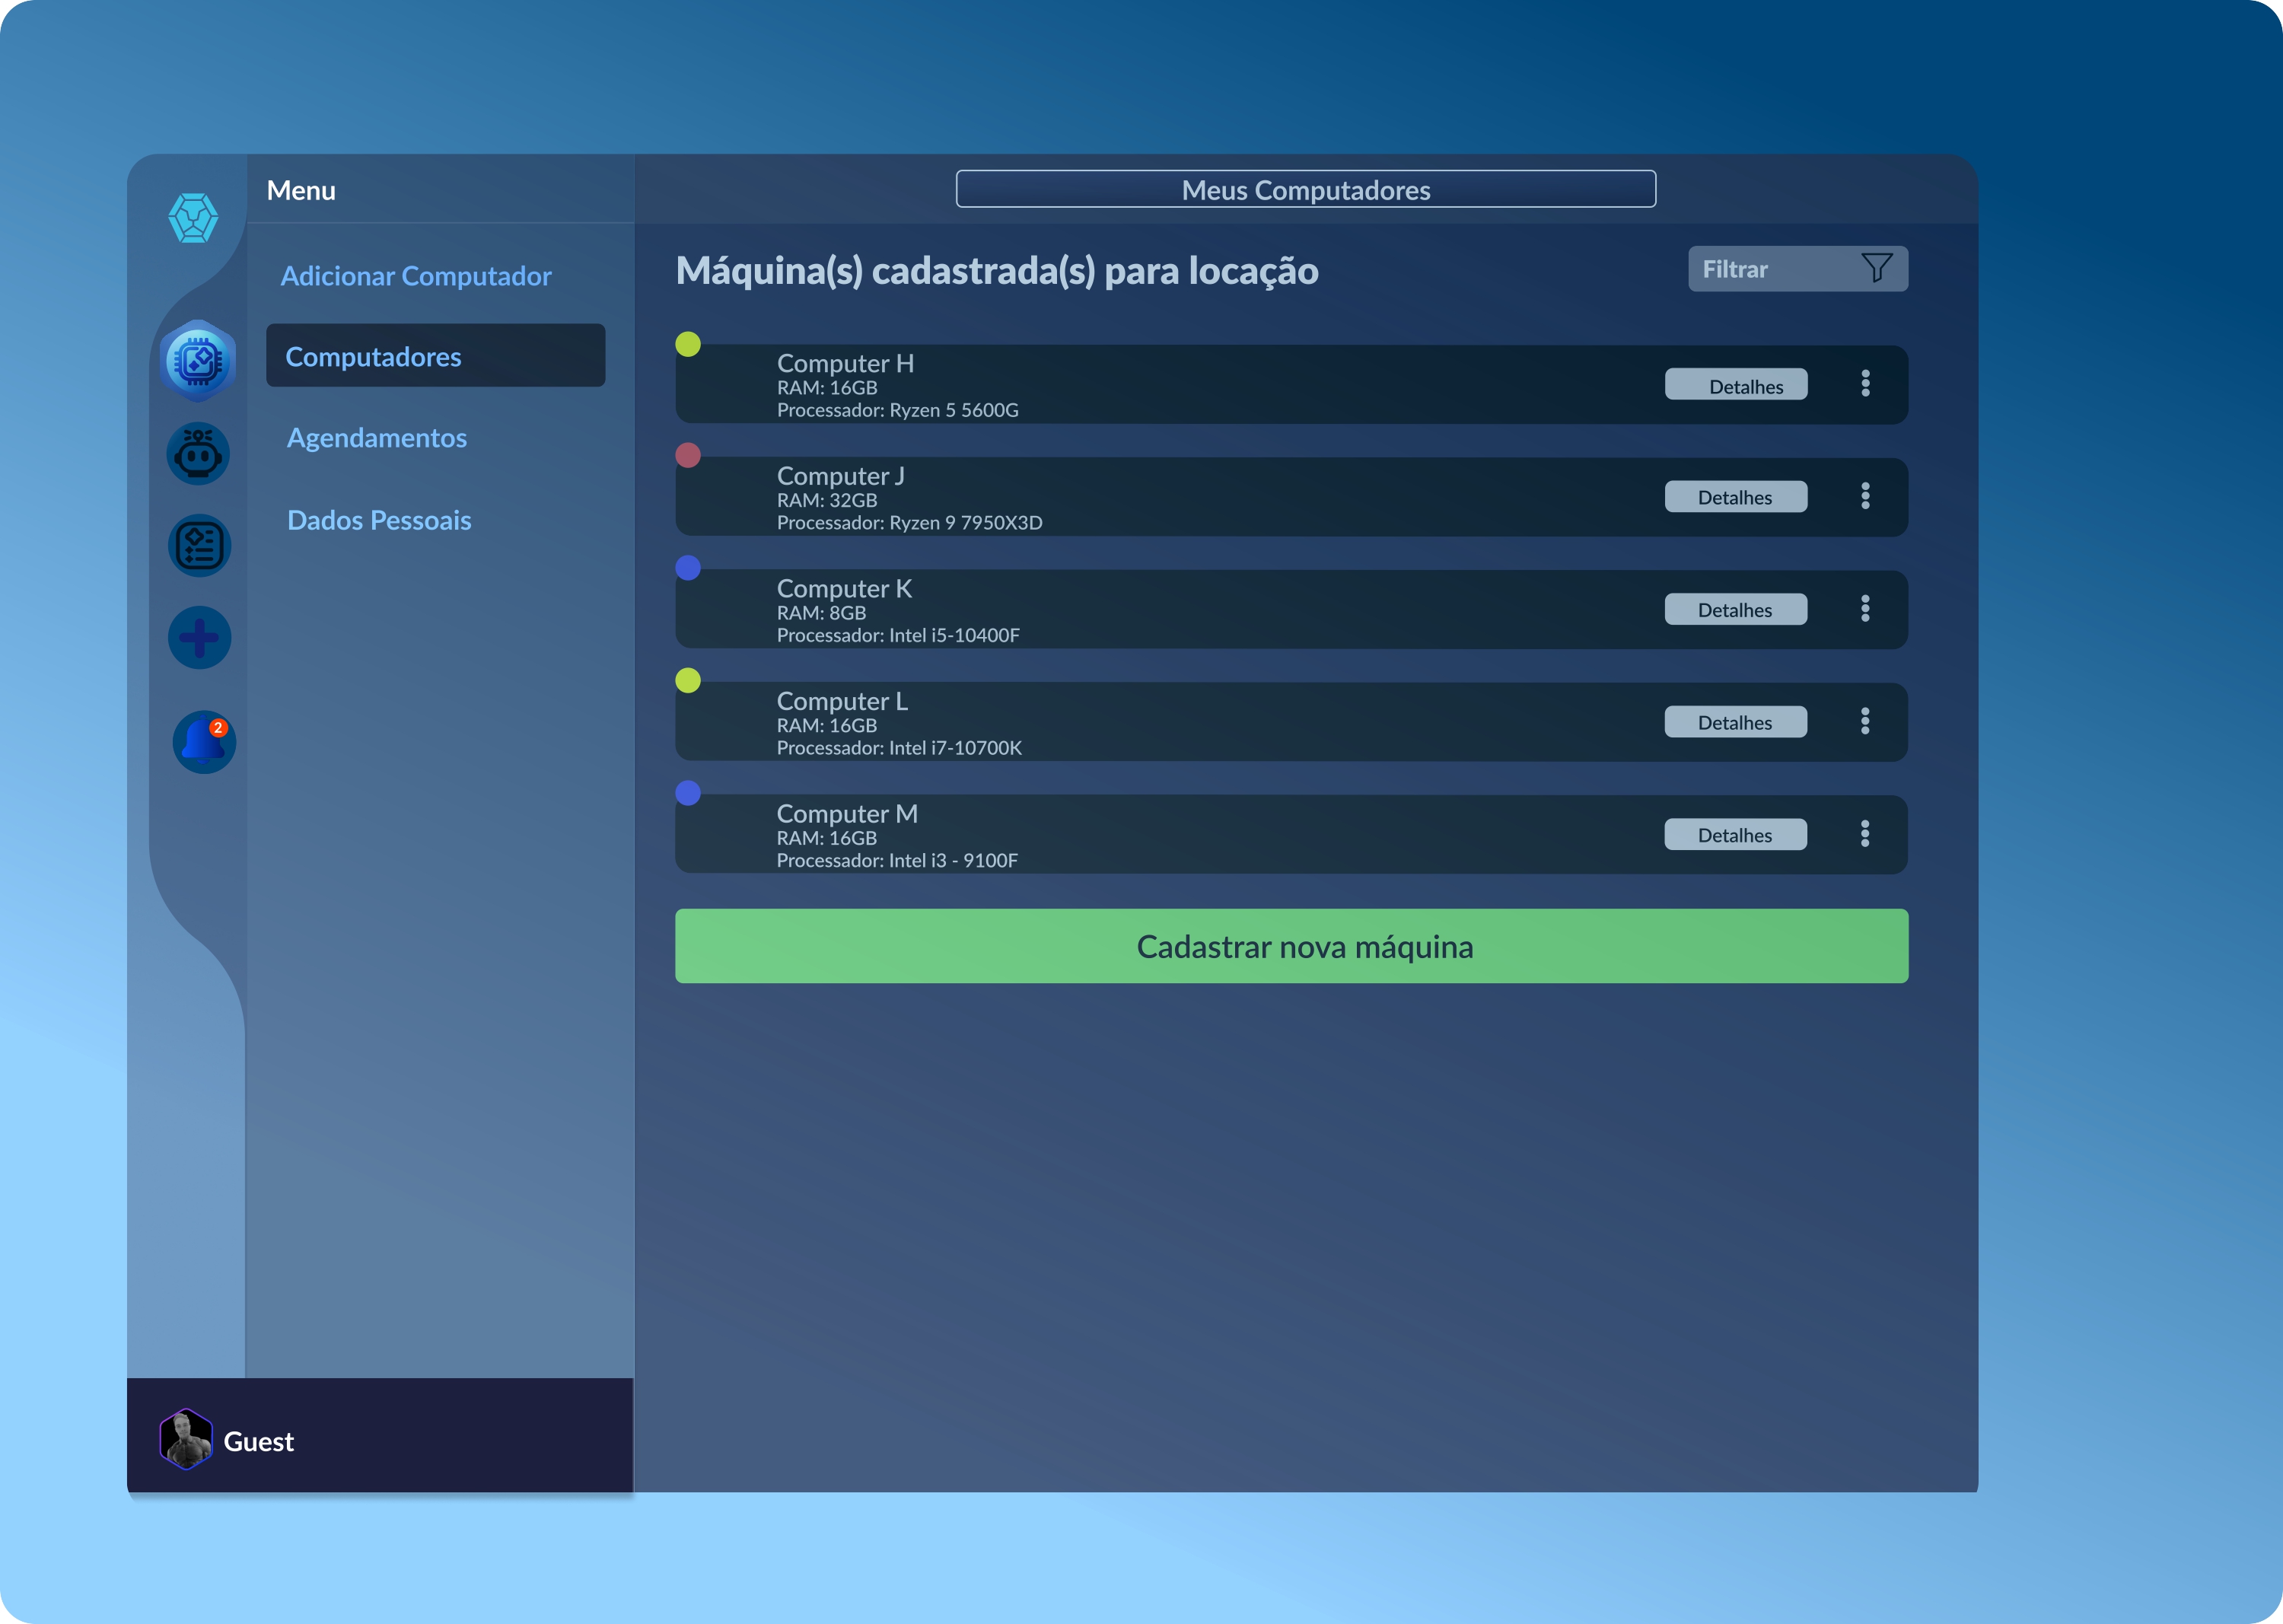 Menu
Adicionar Computador
Computadores
Agendamentos
Dados Pessoais
2
Guest
Meus Computadores
Máquina(s) cadastrada(s) para locação
Filtrar
Computer H
RAM: 16GB
Processador: Ryzen 5 5600G
Detalhes
Computer J
RAM: 32GB
Processador: Ryzen 9 7950X3D
Detalhes
Computer K
RAM: 8GB
Processador: Intel i5-10400F
Detalhes
Computer L
RAM: 16GB
Processador: Intel i7-10700K
Detalhes
Computer M
RAM: 16GB
Processador: Intel i3 - 9100F
Detalhes
Cadastrar nova máquina